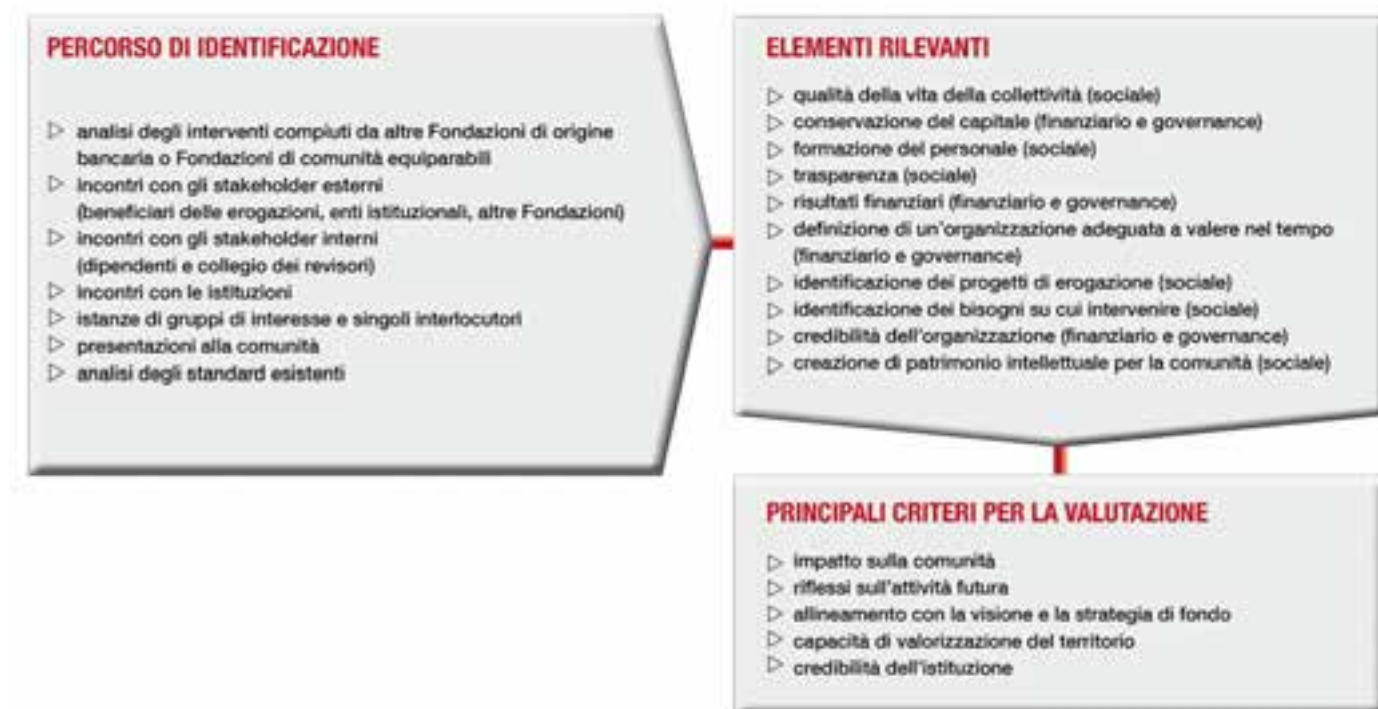 PERCORSO DI IDENTIFICAZIONE
▷ analisi degli interventi compiuti da altre Fondazioni di origine
bancaria o Fondazioni di comunità equiparabili
▷ incontri con gli stakeholder esterni
(beneficiari delle erogazioni, enti istituzionali, altre Fondazioni)
▷ incontri con gli stakeholder interni
(dipendenti e collegio dei revisori)
▷ incontri con le istituzioni
▷ istanze di gruppi di interesse e singoli interlocutori
▷ presentazioni alla comunità
▷ analisi degli standard esistenti
ELEMENTI RILEVANTI
▷ qualità della vita della collettività (sociale)
▷ conservazione del capitale (finanziario e governance)
▷ formazione del personale (sociale)
▷ trasparenza (sociale)
▷ risultati finanziari (finanziario e governance)
▷ definizione di un'organizzazione adeguata a valere nel tempo
(finanziario e governance)
▷ identificazione dei progetti di erogazione (sociale)
▷ identificazione dei bisogni su cui intervenire (sociale)
▷ credibilità dell'organizzazione (finanziario e governance)
▷ creazione di patrimonio intellettuale per la comunità (sociale)
PRINCIPALI CRITERI PER LA VALUTAZIONE
▷ impatto sulla comunità
▷ riflessi sull'attività futura
▷ allineamento con la visione e la strategia di fondo
▷ capacità di valorizzazione del territorio
▷ credibilità dell'istituzione